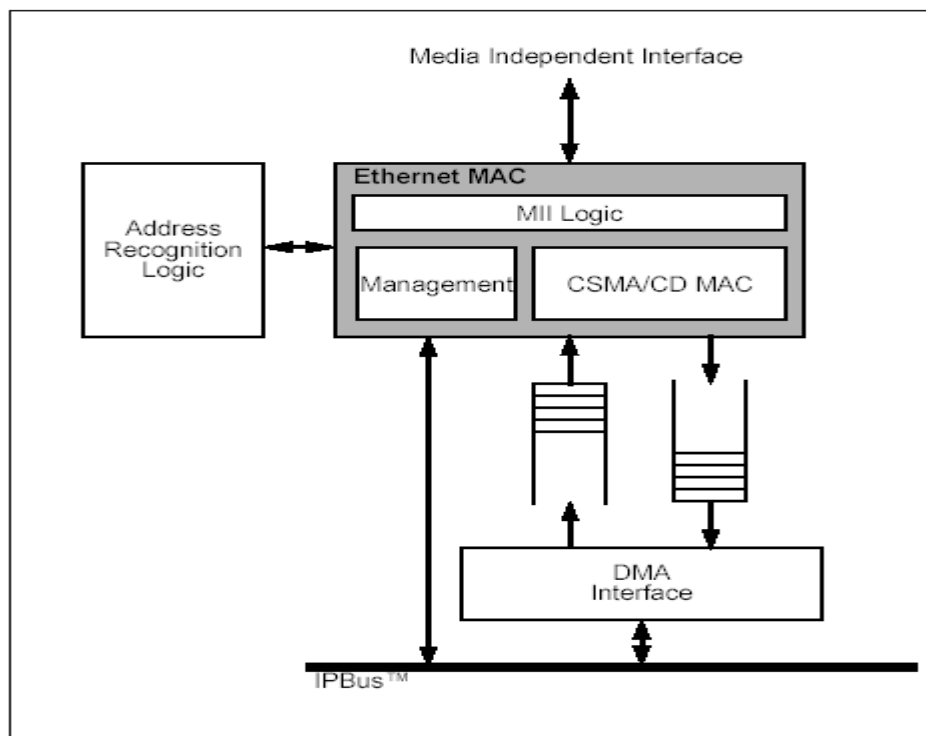 Media Independent Interface
Ethernet MAC
MII Logic
Address
Recognition
Logic
Management
CSMA/CD MAC
DMA
Interface
IPBus™